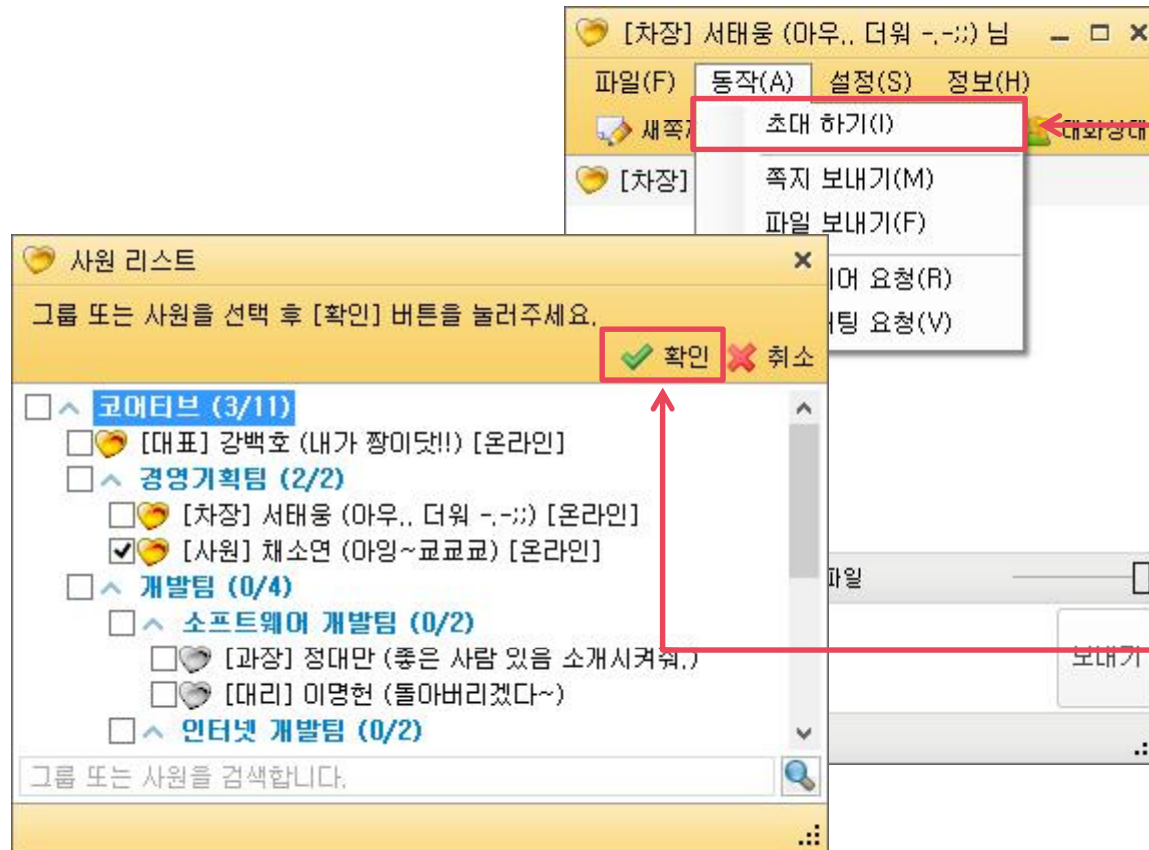 [차장] 서태웅 (아우.. 더워 -.-;;) 님
파일(F) 동작(A) 설정(S) 정보(H)
초대 하기(I)
대화상대
[차장]
쪽지 보내기(M)
파일 보내기(F)
요청(R)
요청(V)
사원 리스트
그룹 또는 사원을 선택 후 [확인] 버튼을 눌러주세요.
확인 취소
코어티브 (3/11)
[대표] 강백호 (내가 짱이닷!!) [온라인]
경영기획팀 (2/2)
[차장] 서태웅 (아우.. 더워 -.-;;) [온라인]
[사원] 채소연 (아잉~교교교) [온라인]
개발팀 (0/4)
소프트웨어 개발팀 (0/2)
[과장] 정대만 (좋은 사람 있음 소개시켜줘.)
[대리] 이명헌 (돌아버리겠다~)
인터넷 개발팀 (0/2)
그룹 또는 사원을 검색합니다.
파일
보내기